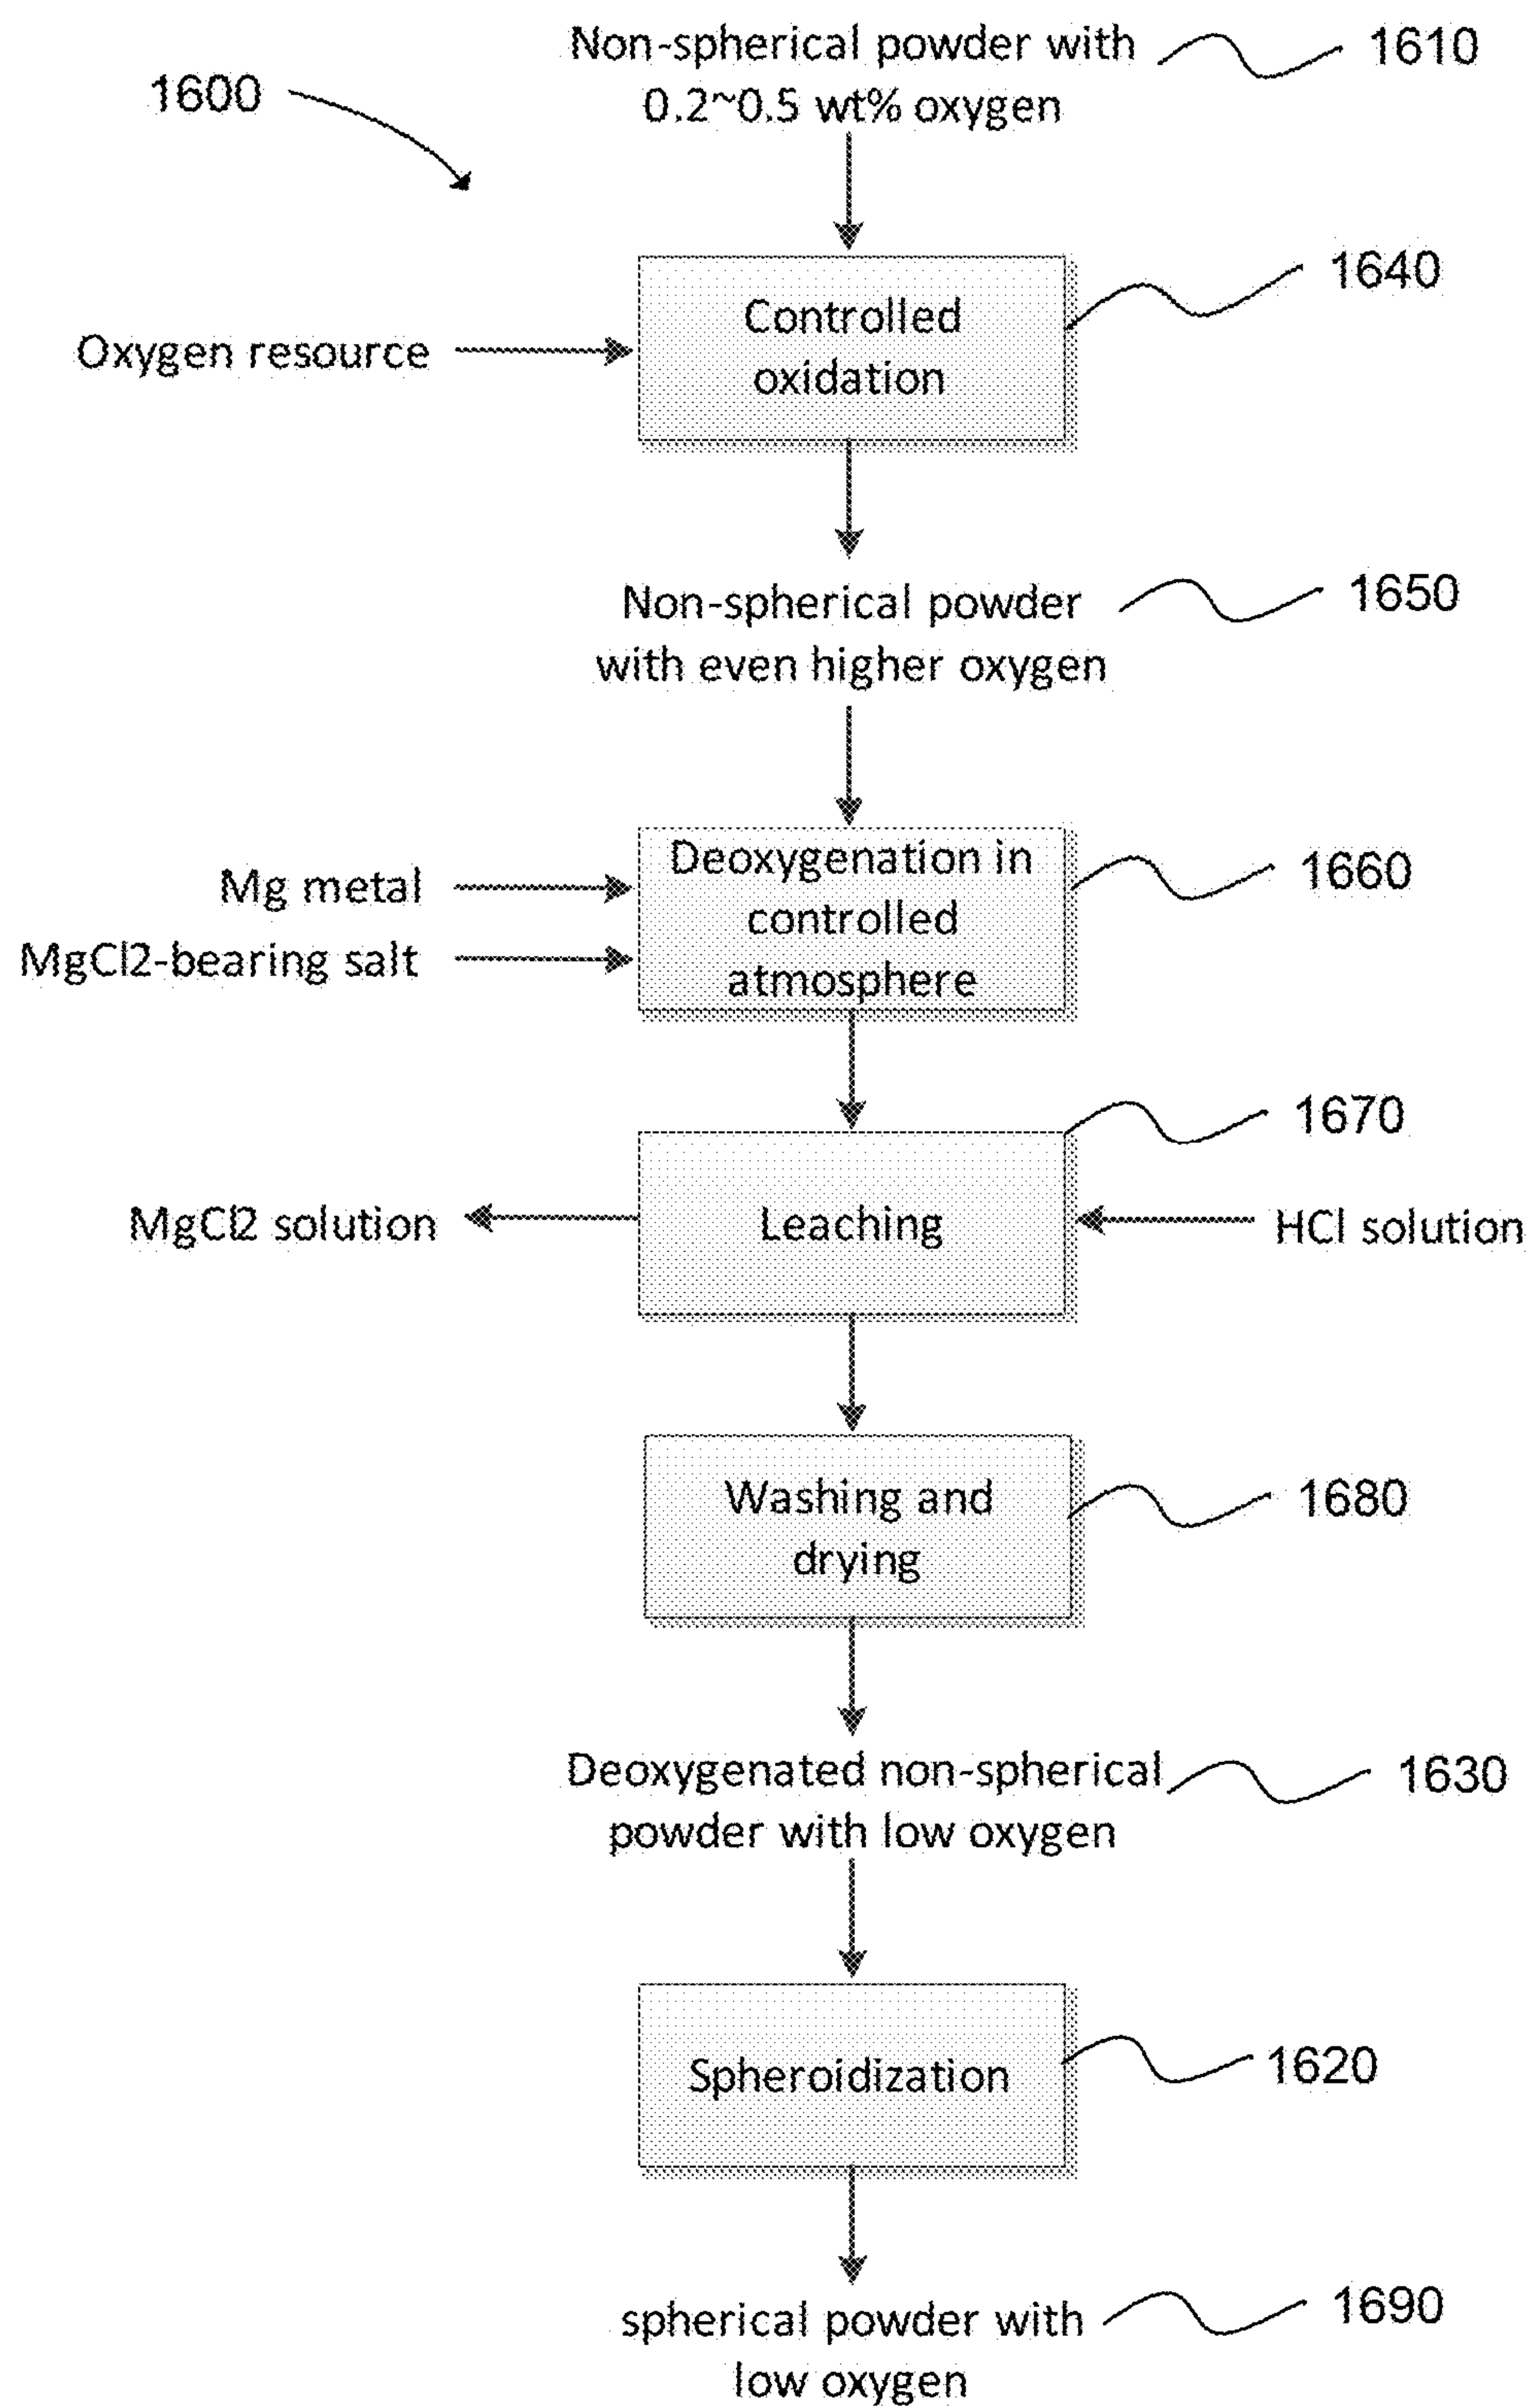 Non-spherical powder with
0.2~0.5 wt% oxygen
1610
1600
Controlled
oxidation
1640
Oxygen resource
Non-spherical powder
with even higher oxygen
1650
Deoxygenation in
controlled
atmosphere
1660
Mg metal
MgCl2-bearing salt
1670
MgCl2 solution
Leaching
HCl solution
Washing and
drying
1680
Deoxygenated non-spherical
powder with low oxygen
1630
Spheroidization
1620
spherical powder with
low oxygen
1690